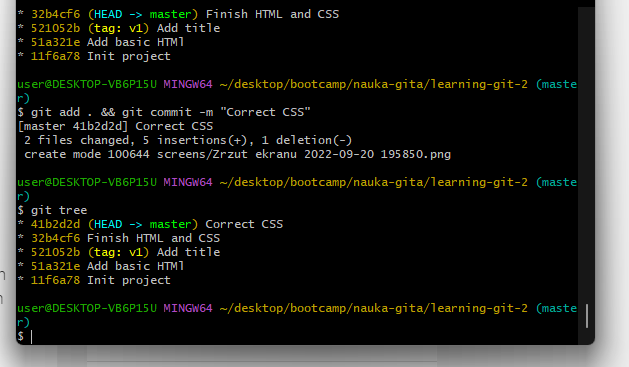 * 32b4cf6 (HEAD -> master) Finish HTML and CSS
* 521052b (tag: v1) Add title
* 51a321e Add basic HTMl
* 11f6a78 Init project
user@DESKTOP-VB6P15U MINGW64 ~/desktop/bootcamp/nauka-gita/learning-git-2 (maste
r)
$ git add . && git commit -m "Correct CSS"
[master 41b2d2d] Correct CSS
 2 files changed, 5 insertions(+), 1 deletion(-)
 create mode 100644 screens/Zrzut ekranu 2022-09-20 195850.png
user@DESKTOP-VB6P15U MINGW64 ~/desktop/bootcamp/nauka-gita/learning-git-2 (maste
r)
$ git tree
* 41b2d2d (HEAD -> master) Correct CSS
* 32b4cf6 Finish HTML and CSS
* 521052b (tag: v1) Add title
* 51a321e Add basic HTMl
* 11f6a78 Init project
user@DESKTOP-VB6P15U MINGW64 ~/desktop/bootcamp/nauka-gita/learning-git-2 (maste
r)
$